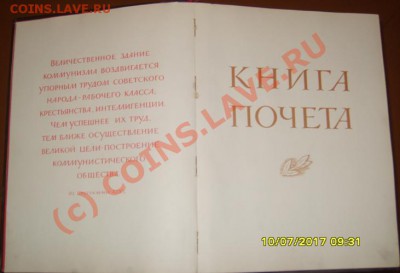 COINS.LAVE.RU
Величественное здание
коммунизма воздвигается
упорным трудом советского
народа-рабочего класса,
крестьянства, интеллигенции.
Чем успешнее их труд,
тем ближе осуществление
великой цели-построения
коммунистического
общества
КНИГА
ПОЧЕТА
(c) COINS.LAVE.RU
10/07/2017 09:31